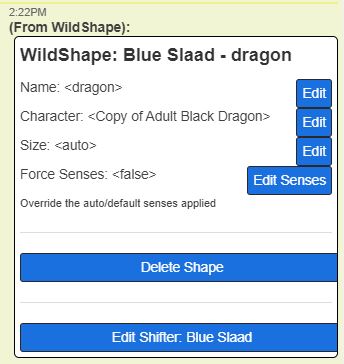 2:22PM
(From WildShape):
WildShape: Blue Slaad - dragon
Name: <dragon> Edit
Character: <Copy of Adult Black Dragon> Edit
Size: <auto> Edit
Force Senses: <false> Edit Senses
Override the auto/default senses applied
Delete Shape
Edit Shifter: Blue Slaad